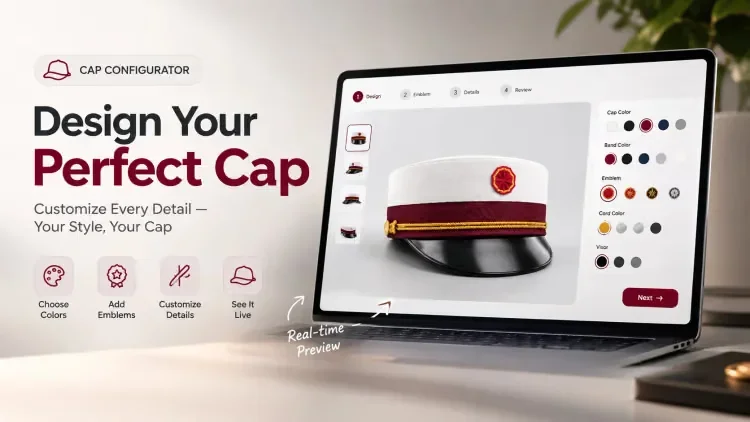 CAP CONFIGURATOR
Design Your
Perfect Cap
Customize Every Detail —
Your Style, Your Cap
Choose
Colors
Add
Emblems
Customize
Details
See It
Live
Real-time
Preview
1 Design
2 Emblem
3 Details
4 Review
Cap Color
Band Color
Emblem
Cord Color
Visor
Next →